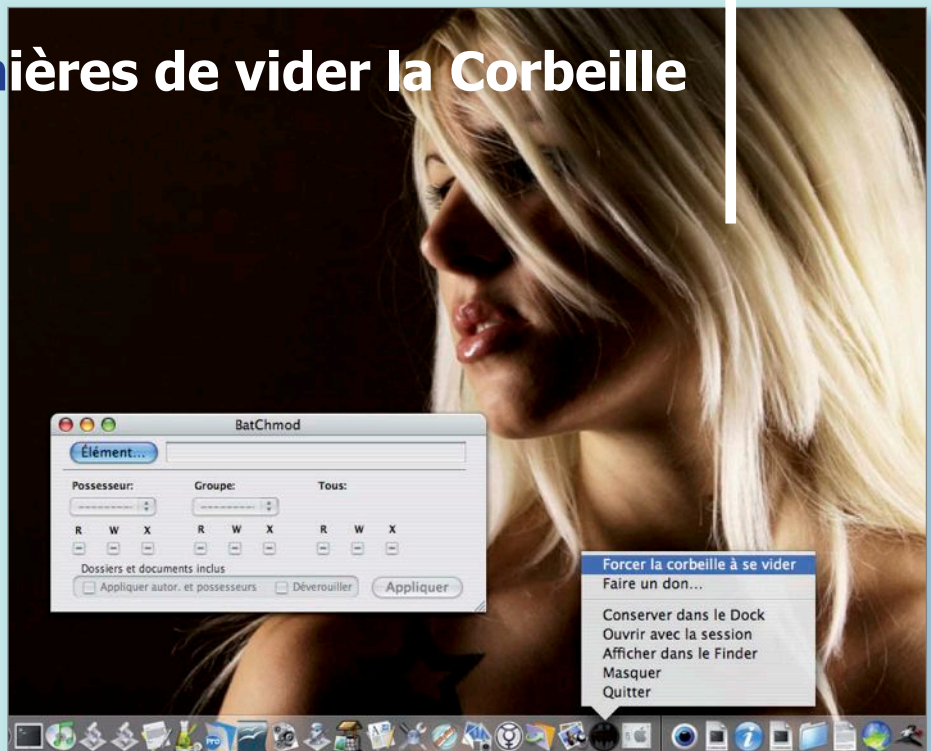 ières de vider la Corbeille
BatChmod
Élément...
Possesseur: Groupe: Tous:
R W X R W X R W X
Dossiers et documents inclus
Appliquer autor. et possesseurs Déverouiller Appliquer
Forcer la corbeille à se vider
Faire un don...
Conserver dans le Dock
Ouvrir avec la session
Afficher dans le Finder
Masquer
Quitter